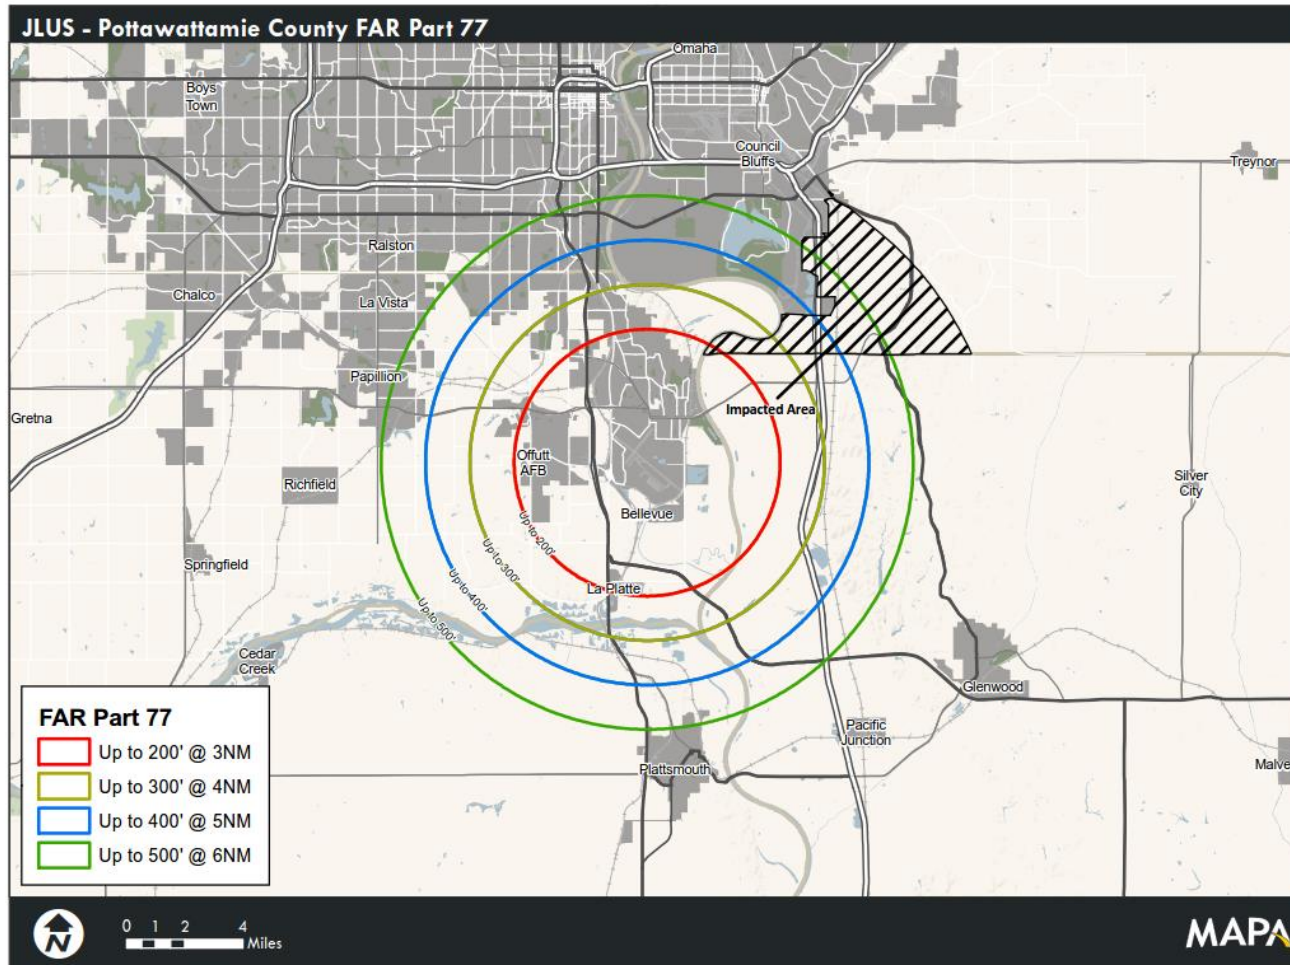 JLUS - Pottawattamie County FAR Part 77
Omaha
Boys
Town
Council
Bluffs
Treynor
Ralston
Chalco
La Vista
Papillion
Gretna
Impacted Area
Offutt
AFB
Richfield
Silver
City
Bellevue
Up to 200'
Up to 300'
Up to 400'
Up to 500'
Springfield
La Platte
Cedar
Creek
Glenwood
Pacific
Junction
Plattsmouth
Malve
FAR Part 77
Up to 200' @ 3NM
Up to 300' @ 4NM
Up to 400' @ 5NM
Up to 500' @ 6NM
N
0 1 2 4
Miles
MAPA